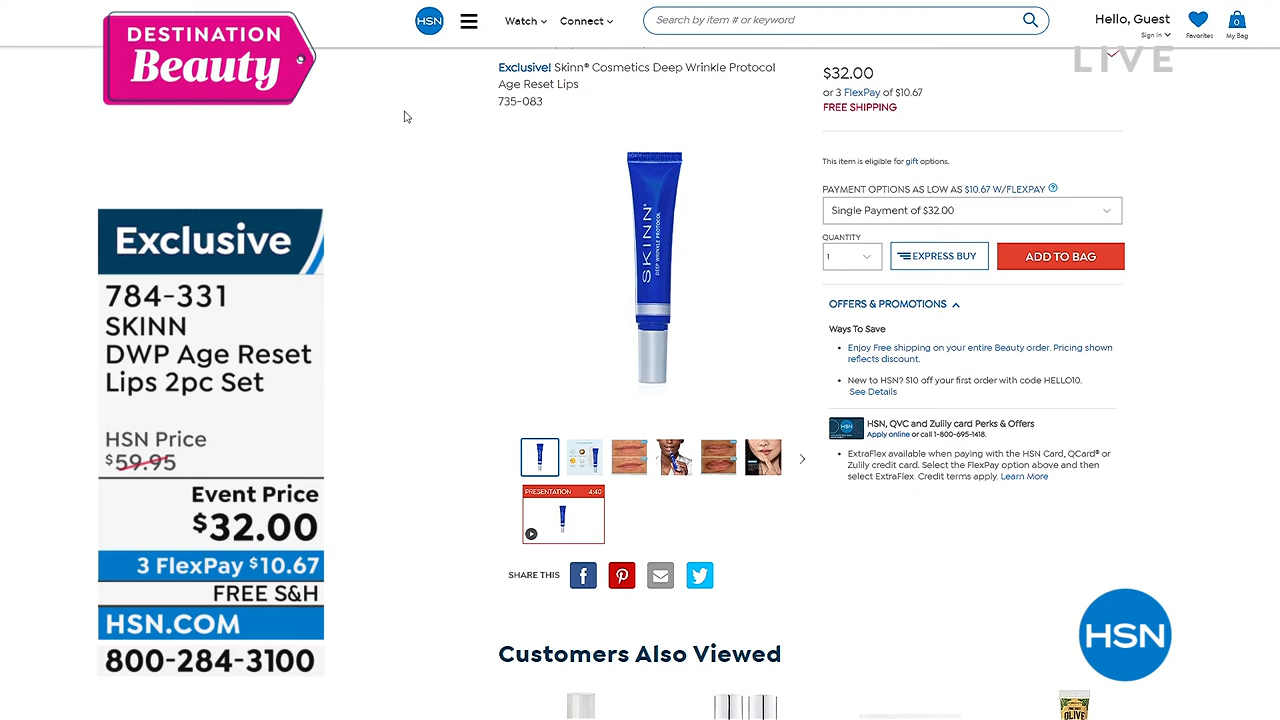 DESTINATION
Beauty
HSN
Watch
Connect
Search by item # or keyword
Hello, Guest
Sign In
Favorites
0
My Bag
LIVE
Exclusive! Skinn® Cosmetics Deep Wrinkle Protocol
Age Reset Lips
735-083
$32.00
or 3 FlexPay of $10.67
FREE SHIPPING
This item is eligible for gift options.
PAYMENT OPTIONS AS LOW AS $10.67 W/FLEXPAY ?
Single Payment of $32.00
QUANTITY
1
EXPRESS BUY
ADD TO BAG
OFFERS & PROMOTIONS
Ways To Save
• Enjoy Free shipping on your entire Beauty order. Pricing shown
reflects discount.
• New to HSN? $10 off your first order with code HELLO10.
See Details
HSN
HSN, QVC and Zulily card Perks & Offers
Apply online or call 1-800-695-1418.
• ExtraFlex available when paying with the HSN Card, QCard® or
Zulily credit card. Select the FlexPay option above and then
select ExtraFlex. Credit terms apply. Learn More
SKINN®
DEEP WRINKLE PROTOCOL
PRESENTATION 4:40
SHARE THIS
Customers Also Viewed
OLIVE
Exclusive
784-331
SKINN
DWP Age Reset
Lips 2pc Set
HSN Price
$59.95
Event Price
$32.00
3 FlexPay $10.67
FREE S&H
HSN.COM
800-284-3100
HSN